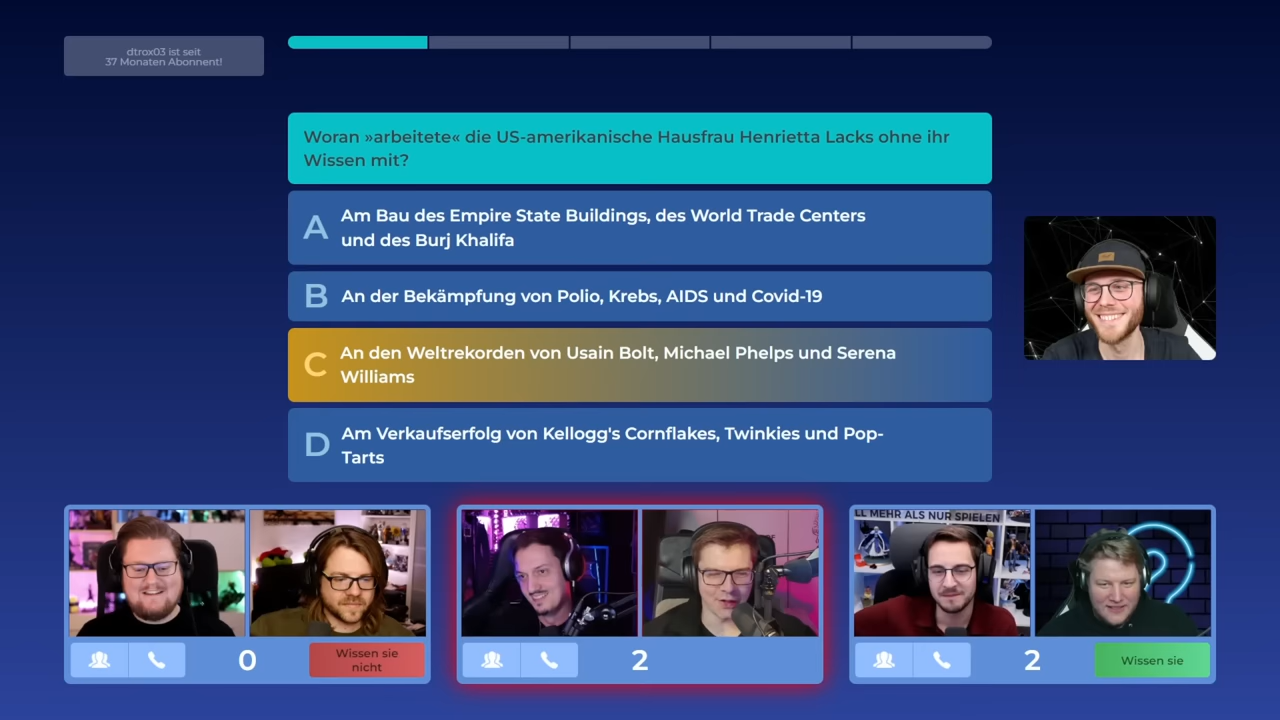 dtrox03 ist seit
37 Monaten Abonnent!
Woran »arbeitete« die US-amerikanische Hausfrau Henrietta Lacks ohne ihr
Wissen mit?
A
Am Bau des Empire State Buildings, des World Trade Centers
und des Burj Khalifa
B
An der Bekämpfung von Polio, Krebs, AIDS und Covid-19
C
An den Weltrekorden von Usain Bolt, Michael Phelps und Serena
Williams
D
Am Verkaufserfolg von Kellogg's Cornflakes, Twinkies und Pop-
Tarts
LL MEHR ALS NUR SPIELEN
0
Wissen sie
nicht
2
2
Wissen sie